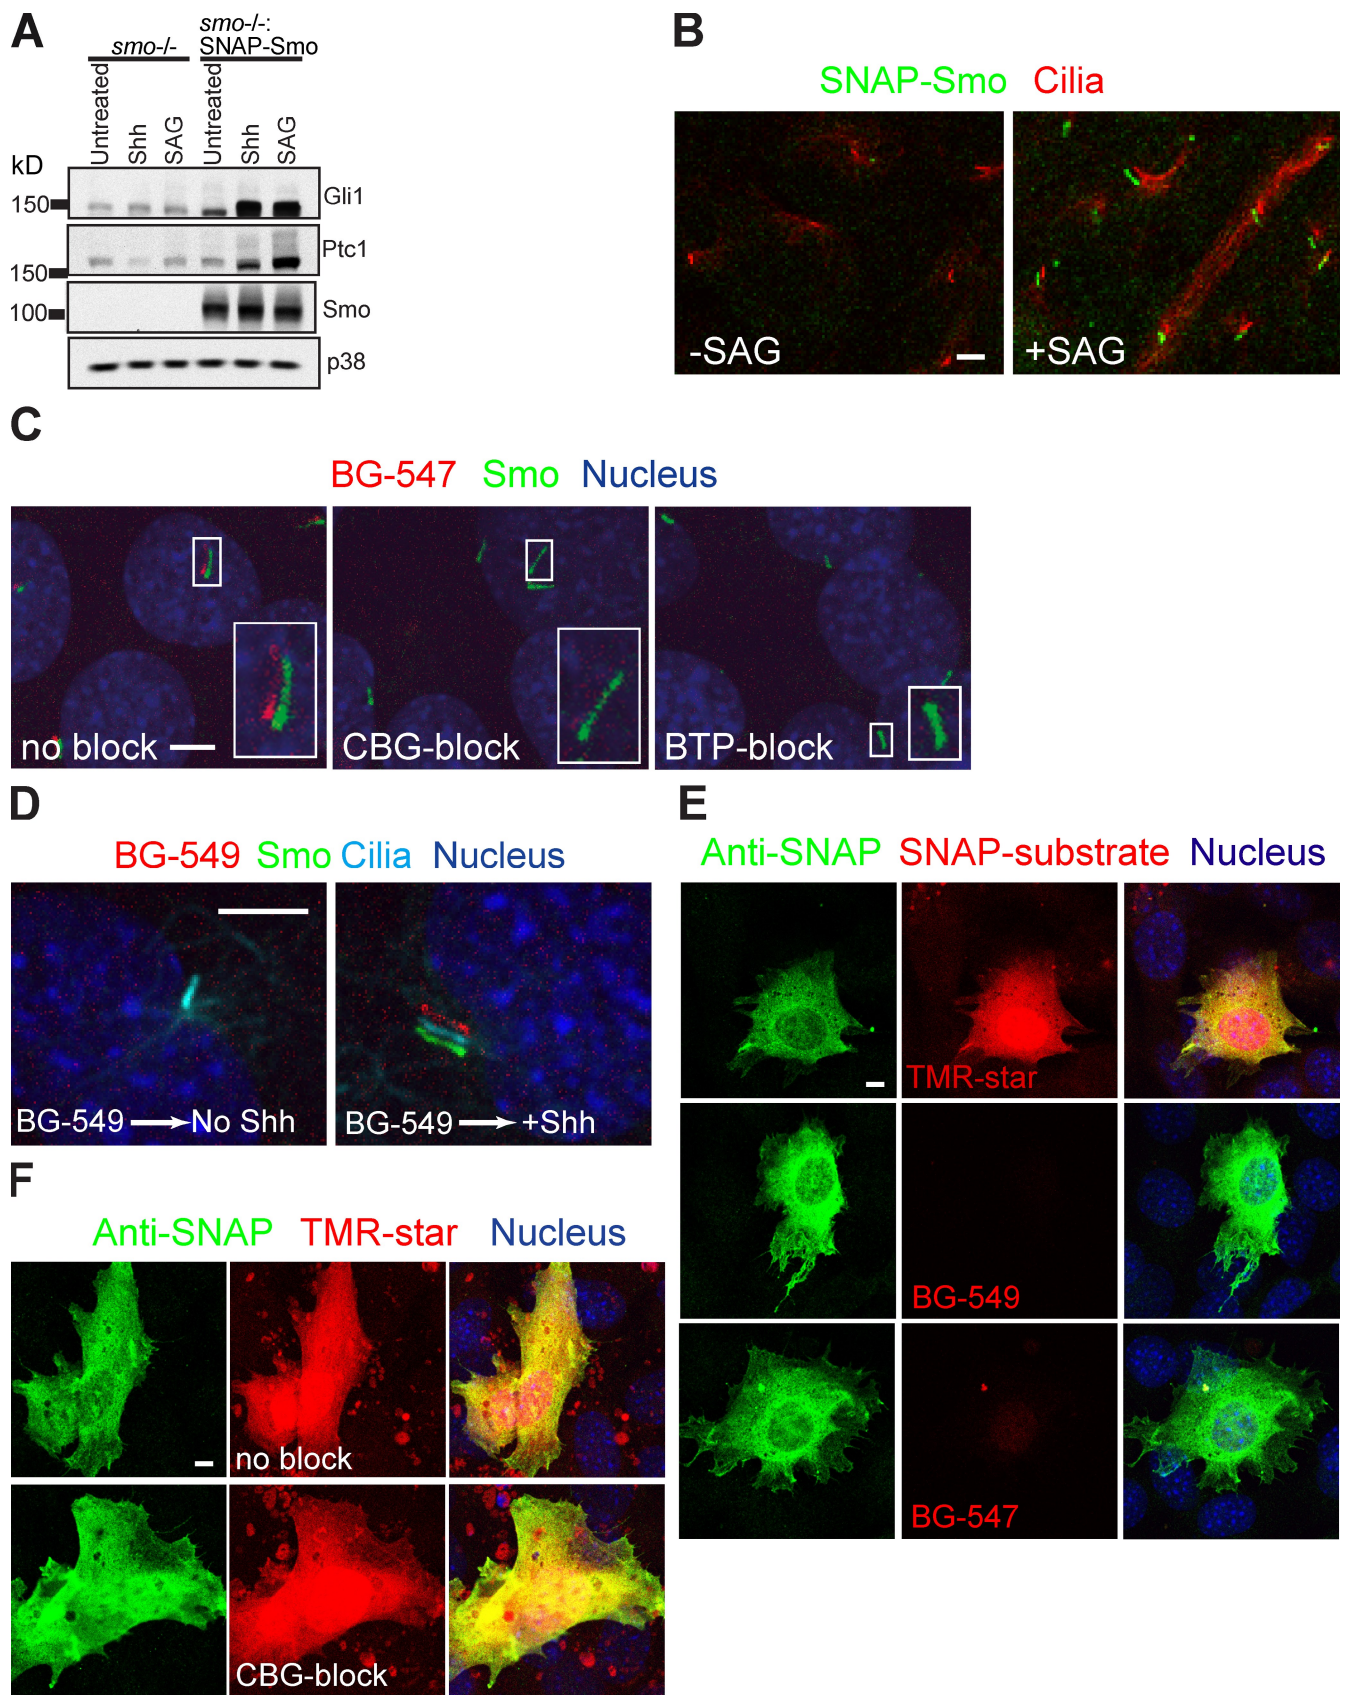 A
smo-/-
smo-/-:
SNAP-Smo
Untreated
Shh
SAG
Untreated
Shh
SAG
kD
150
Gli1
Ptc1
150
100
Smo
p38
B
SNAP-Smo Cilia
-SAG
+SAG
C
BG-547 Smo Nucleus
no block
CBG-block
BTP-block
D
BG-549 Smo Cilia Nucleus
BG-549 → No Shh
BG-549 → +Shh
E
Anti-SNAP SNAP-substrate Nucleus
TMR-star
BG-549
BG-547
F
Anti-SNAP TMR-star Nucleus
no block
CBG-block